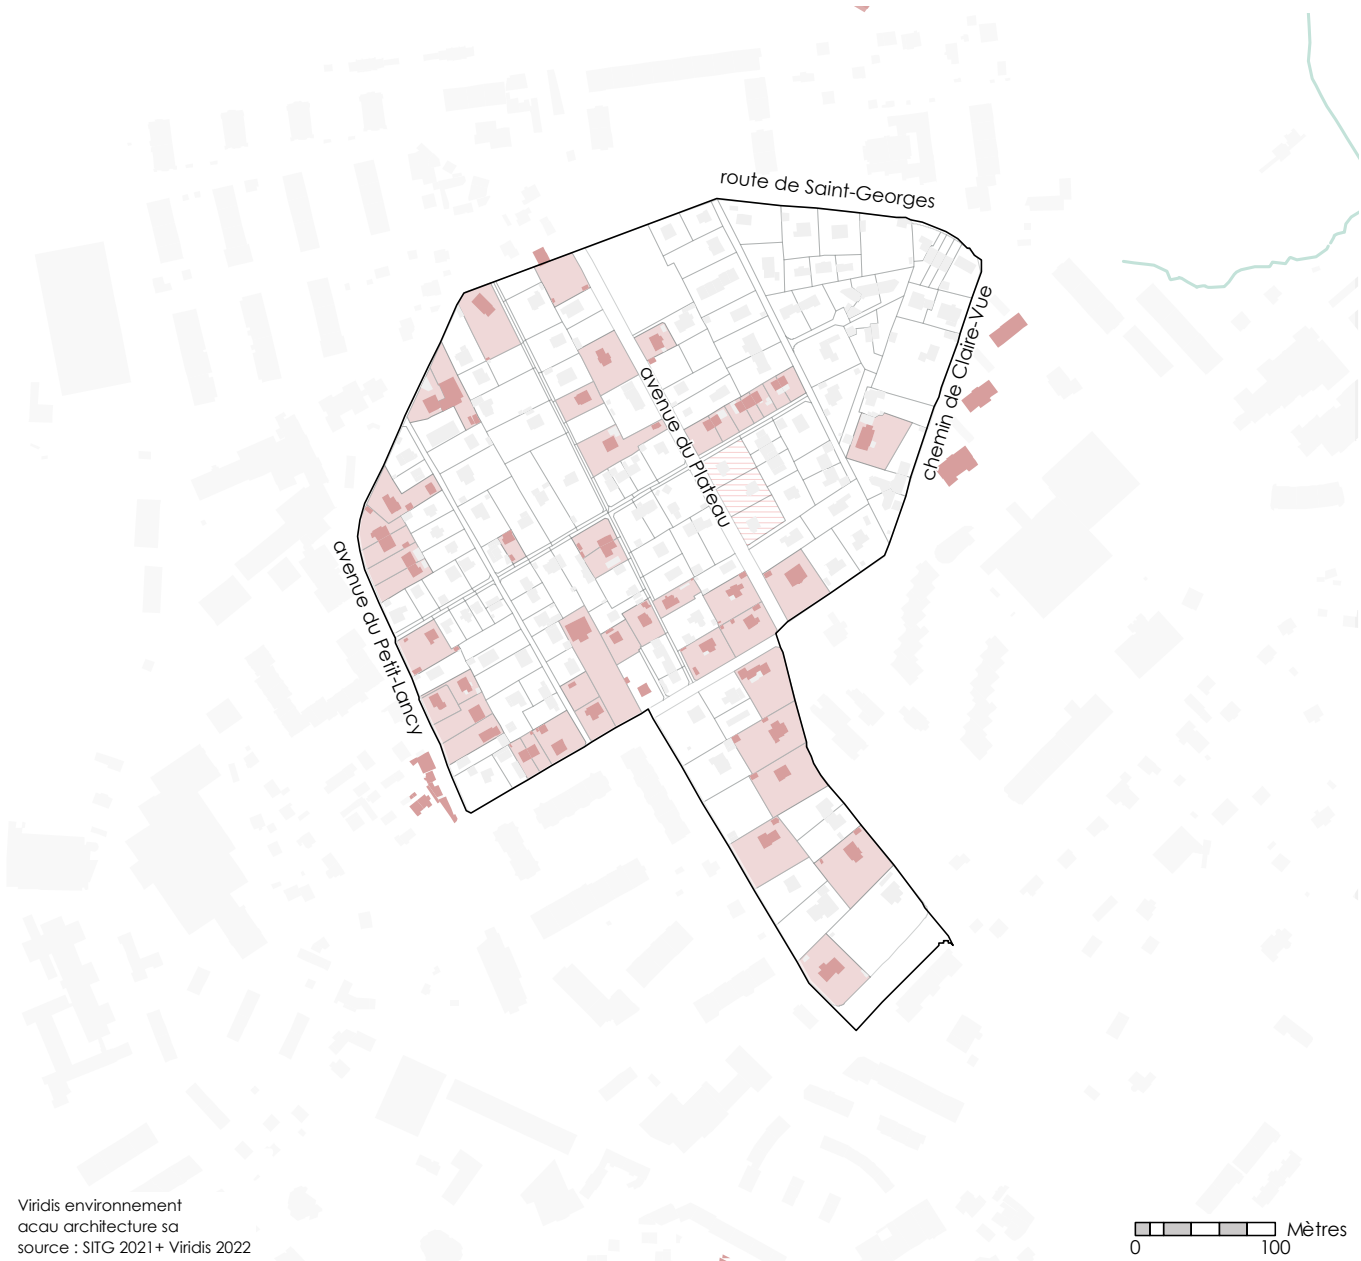 route de Saint-Georges
chemin de Claire-Vue
avenue du Plateau
avenue du Petit-Lancy
Viridis environnement
acau architecture sa
source : SITG 2021+ Viridis 2022
Mètres
0 100